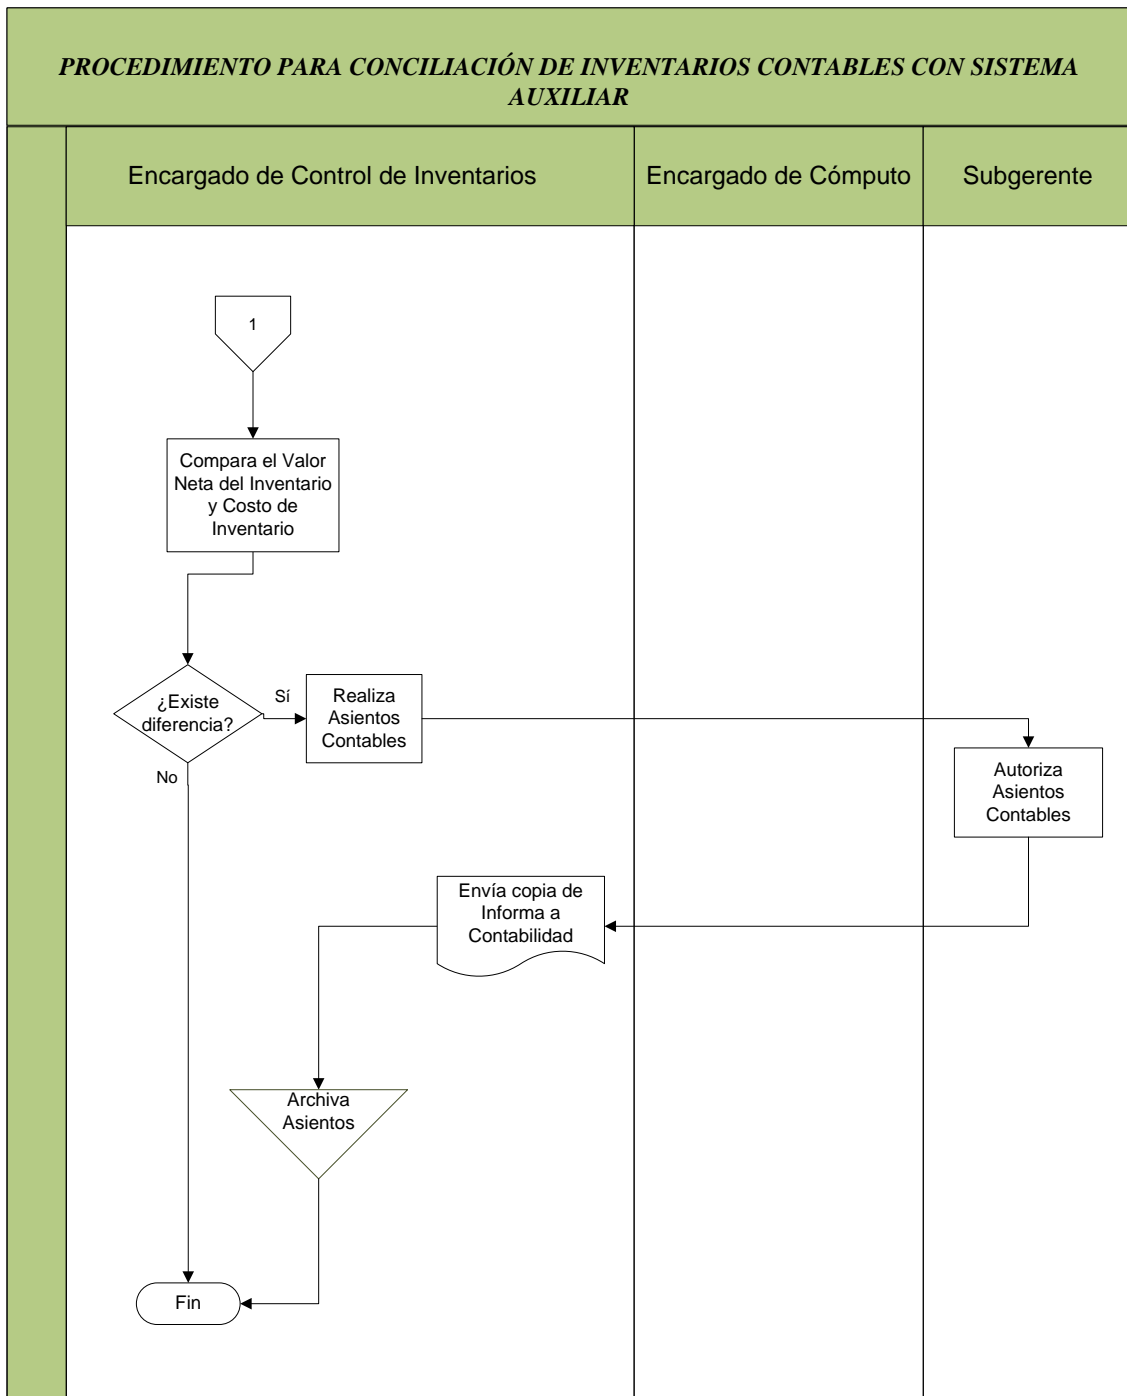 PROCEDIMIENTO PARA CONCILIACIÓN DE INVENTARIOS CONTABLES CON SISTEMA
AUXILIAR
Encargado de Control de Inventarios
Encargado de Cómputo
Subgerente
1
Compara el Valor
Neta del Inventario
y Costo de
Inventario
¿Existe
diferencia?
Sí
Realiza
Asientos
Contables
No
Autoriza
Asientos
Contables
Envía copia de
Informa a
Contabilidad
Archiva
Asientos
Fin